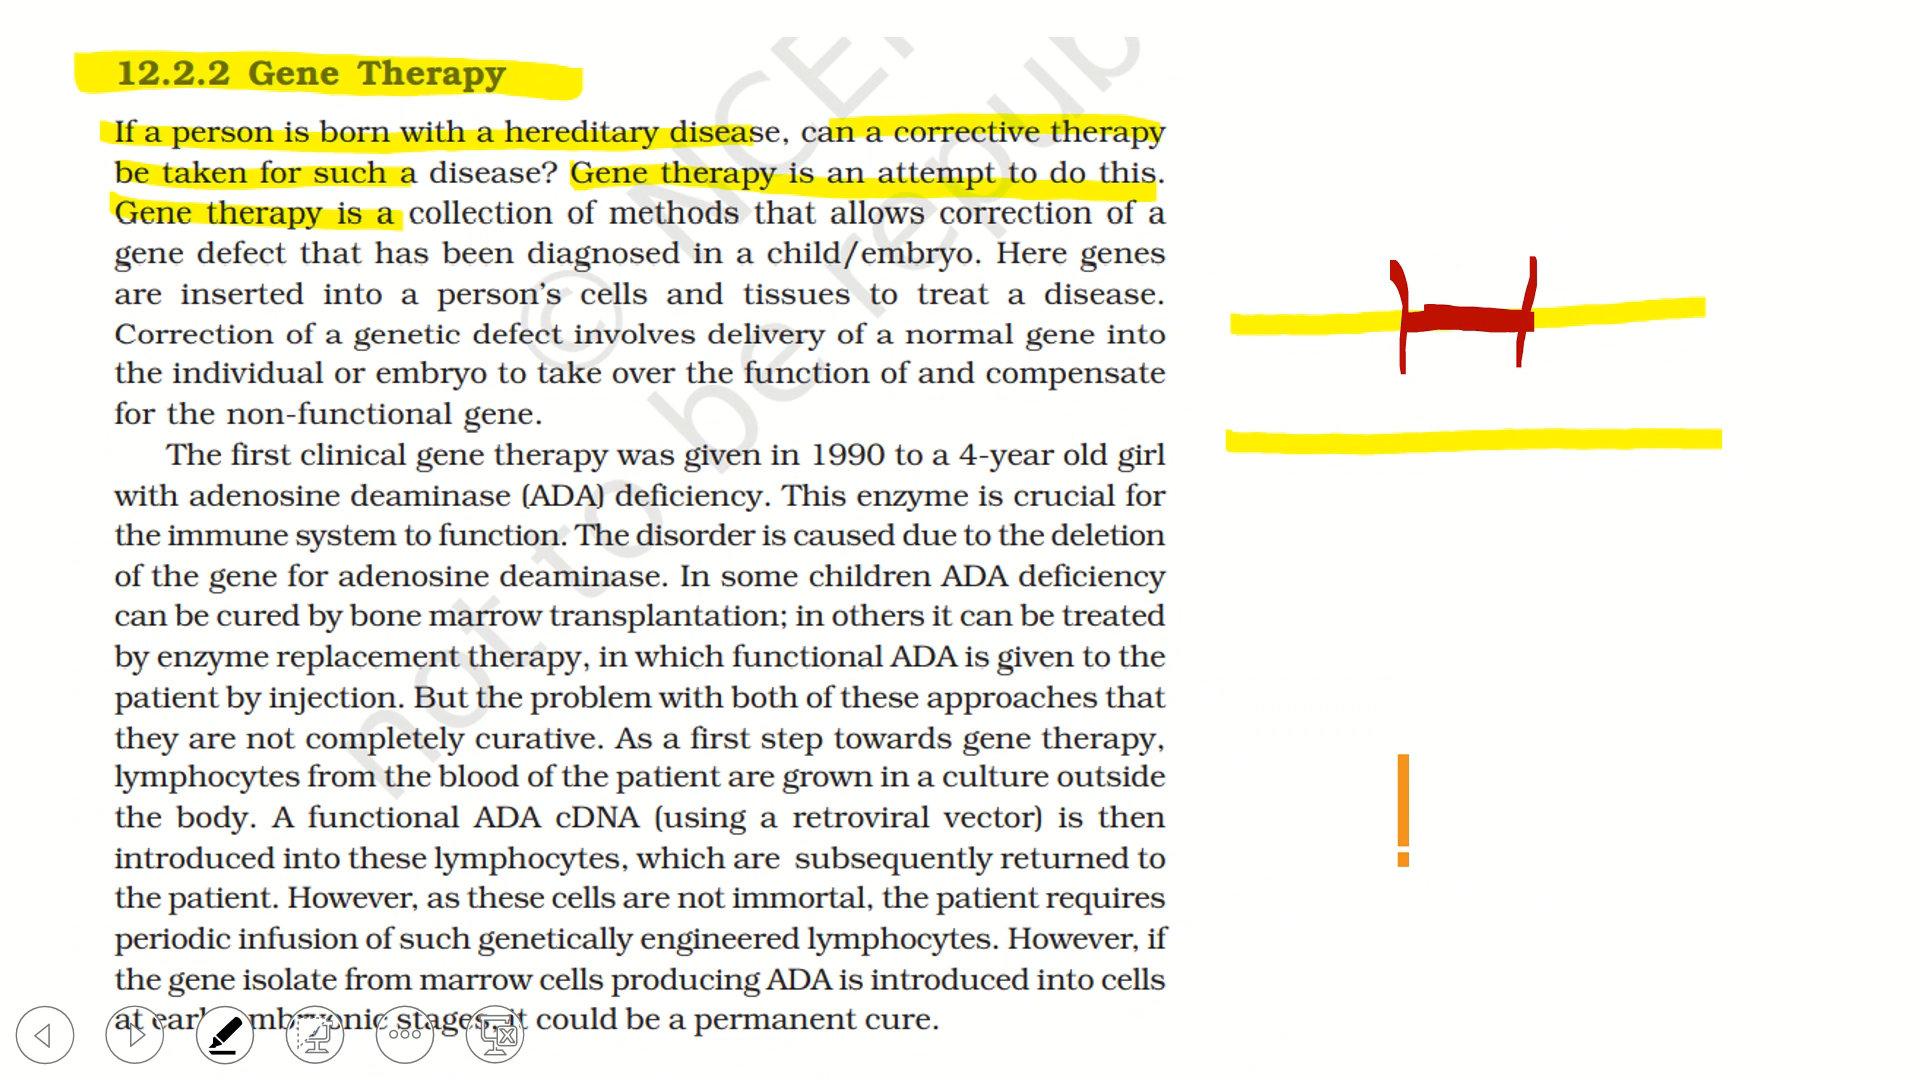 12.2.2 Gene Therapy
If a person is born with a hereditary disease, can a corrective therapy
be taken for such a disease? Gene therapy is an attempt to do this.
Gene therapy is a collection of methods that allows correction of a
gene defect that has been diagnosed in a child/embryo. Here genes
are inserted into a person's cells and tissues to treat a disease.
Correction of a genetic defect involves delivery of a normal gene into
the individual or embryo to take over the function of and compensate
for the non-functional gene.
The first clinical gene therapy was given in 1990 to a 4-year old girl
with adenosine deaminase (ADA) deficiency. This enzyme is crucial for
the immune system to function. The disorder is caused due to the deletion
of the gene for adenosine deaminase. In some children ADA deficiency
can be cured by bone marrow transplantation; in others it can be treated
by enzyme replacement therapy, in which functional ADA is given to the
patient by injection. But the problem with both of these approaches that
they are not completely curative. As a first step towards gene therapy,
lymphocytes from the blood of the patient are grown in a culture outside
the body. A functional ADA cDNA (using a retroviral vector) is then
introduced into these lymphocytes, which are subsequently returned to
the patient. However, as these cells are not immortal, the patient requires
periodic infusion of such genetically engineered lymphocytes. However, if
the gene isolate from marrow cells producing ADA is introduced into cells
at early embryonic stages, it could be a permanent cure.
© NCE
not to be repub